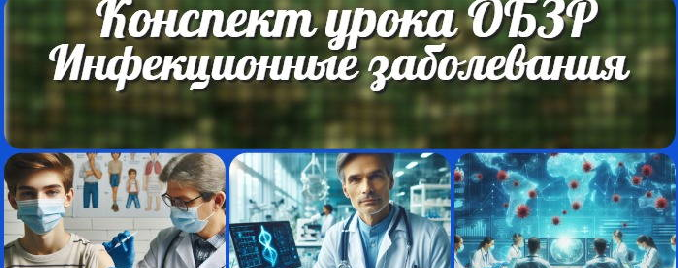 Конспект урока ОБЗР
Инфекционные заболевания